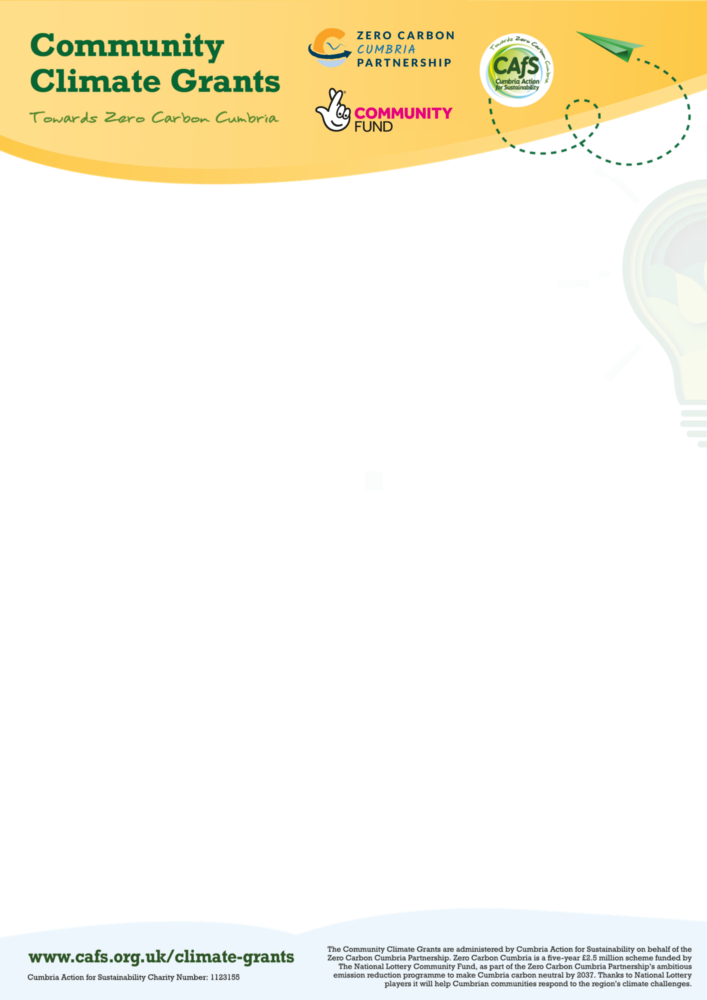 Community
Climate Grants
Towards Zero Carbon Cumbria
ZERO CARBON
CUMBRIA
PARTNERSHIP
®
COMMUNITY
FUND
Towards Zero Carbon Cumbria
CAfS
Cumbria Action
for Sustainability
www.cafs.org.uk/climate-grants
Cumbria Action for Sustainability Charity Number: 1123155
The Community Climate Grants are administered by Cumbria Action for Sustainability on behalf of the
Zero Carbon Cumbria Partnership. Zero Carbon Cumbria is a five-year £2.5 million scheme funded by
The National Lottery Community Fund, as part of the Zero Carbon Cumbria Partnership’s ambitious
emission reduction programme to make Cumbria carbon neutral by 2037. Thanks to National Lottery
players it will help Cumbrian communities respond to the region’s climate challenges.